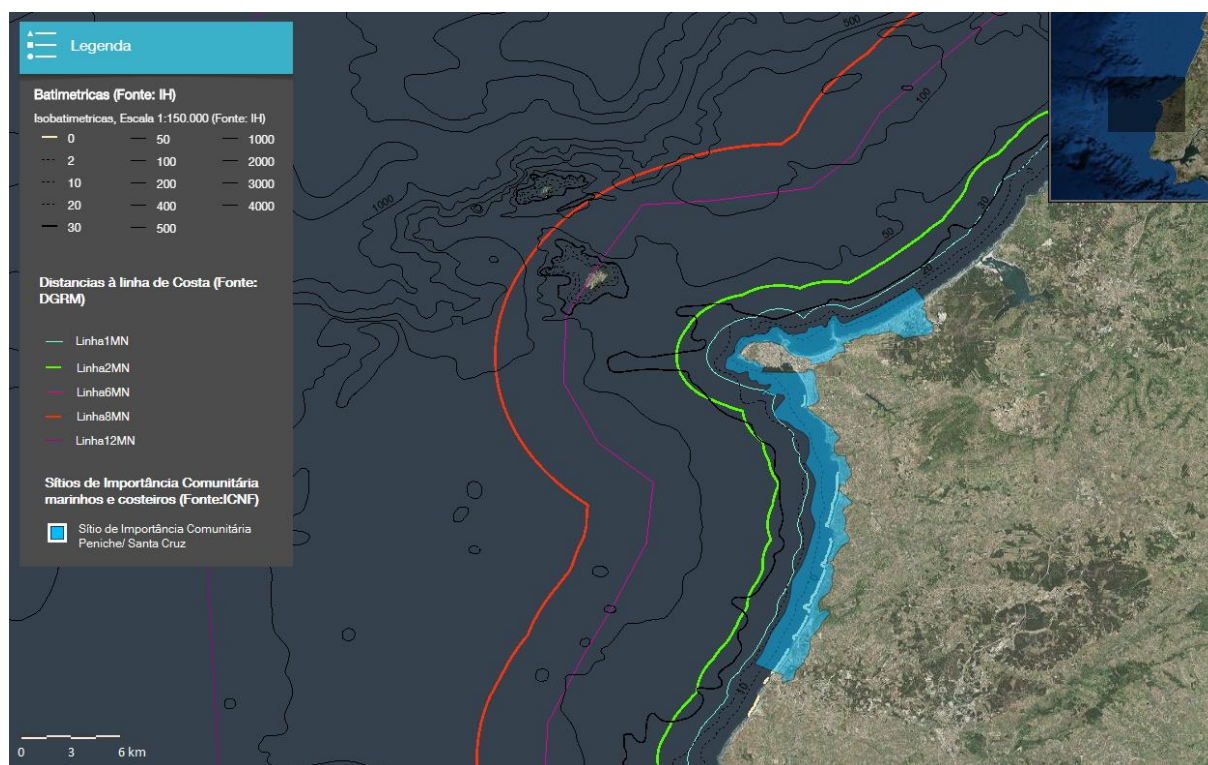 Legenda
Batimetricas (Fonte: IH)
Isobatimetricas, Escala 1:150.000 (Fonte: IH)
0 50 1000
2 100 2000
10 200 3000
20 400 4000
30 500
Distancias à linha de Costa (Fonte:
DGRM)
Linha1MN
Linha2MN
Linha6MN
Linha8MN
Linha12MN
Sítios de Importância Comunitária
marinhos e costeiros (Fonte:ICNF)
Sítio de Importância Comunitária
Peniche/ Santa Cruz
0 3 6 km
500
100
1000
50
30
20
10